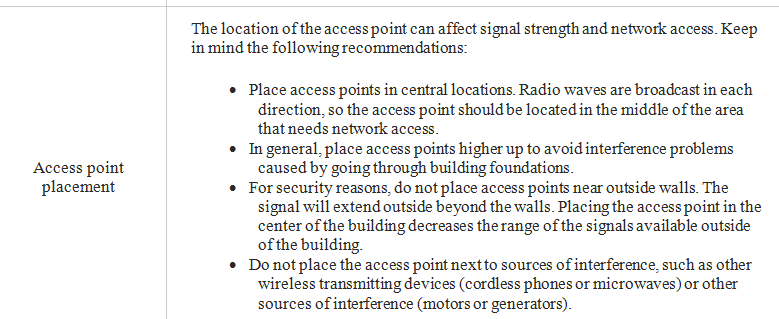 The location of the access point can affect signal strength and network access. Keep
in mind the following recommendations:
• Place access points in central locations. Radio waves are broadcast in each
direction, so the access point should be located in the middle of the area
that needs network access.
• In general, place access points higher up to avoid interference problems
caused by going through building foundations.
Access point
placement
• For security reasons, do not place access points near outside walls. The
signal will extend outside beyond the walls. Placing the access point in the
center of the building decreases the range of the signals available outside
of the building.
• Do not place the access point next to sources of interference, such as other
wireless transmitting devices (cordless phones or microwaves) or other
sources of interference (motors or generators).